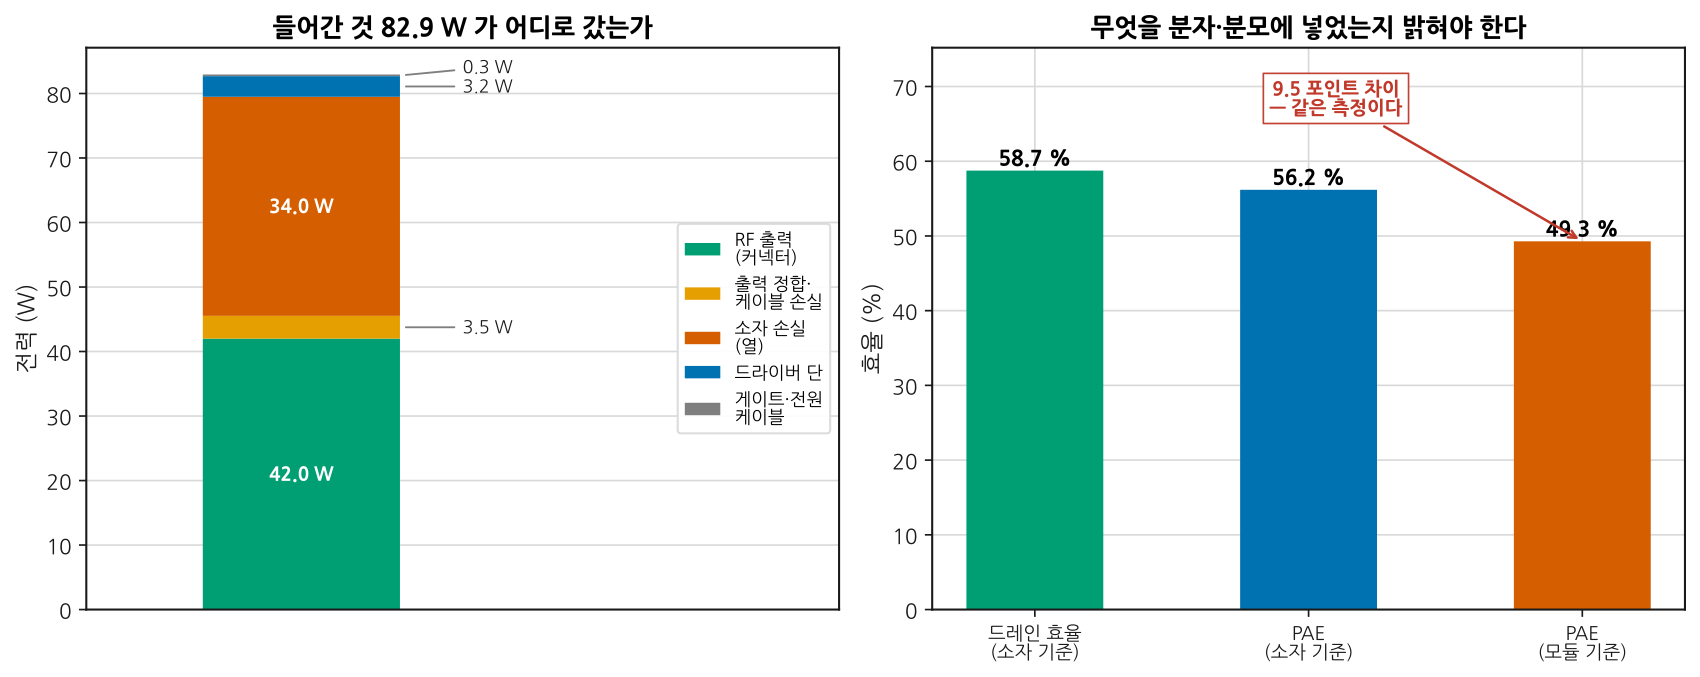 들어간 것 82.9 W 가 어디로 갔는가
전력 (W)
80
70
60
50
40
30
20
10
0
0.3 W
3.2 W
34.0 W
3.5 W
42.0 W
RF 출력
(커넥터)
출력 정합·
케이블 손실
소자 손실
(열)
드라이버 단
게이트·전원
케이블
무엇을 분자·분모에 넣었는지 밝혀야 한다
효율 (%)
70
60
50
40
30
20
10
0
9.5 포인트 차이
— 같은 측정이다
58.7 %
56.2 %
49.3 %
드레인 효율
(소자 기준)
PAE
(소자 기준)
PAE
(모듈 기준)